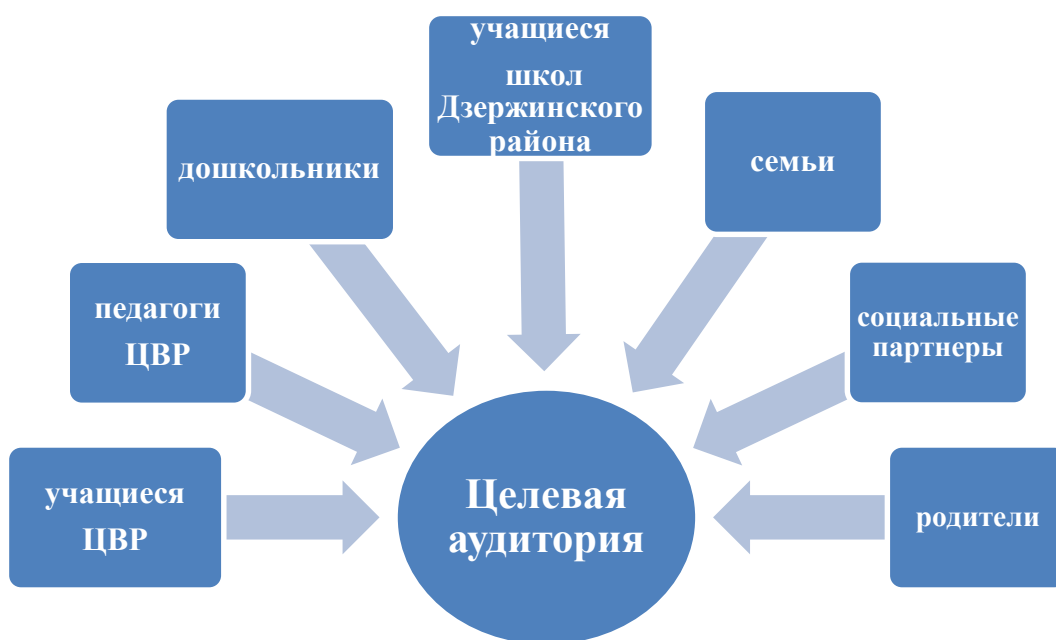 учащиеся
школ
Дзержинского
района
дошкольники
семьи
педагоги
ЦВР
социальные
партнеры
учащиеся
ЦВР
Целевая
аудитория
родители